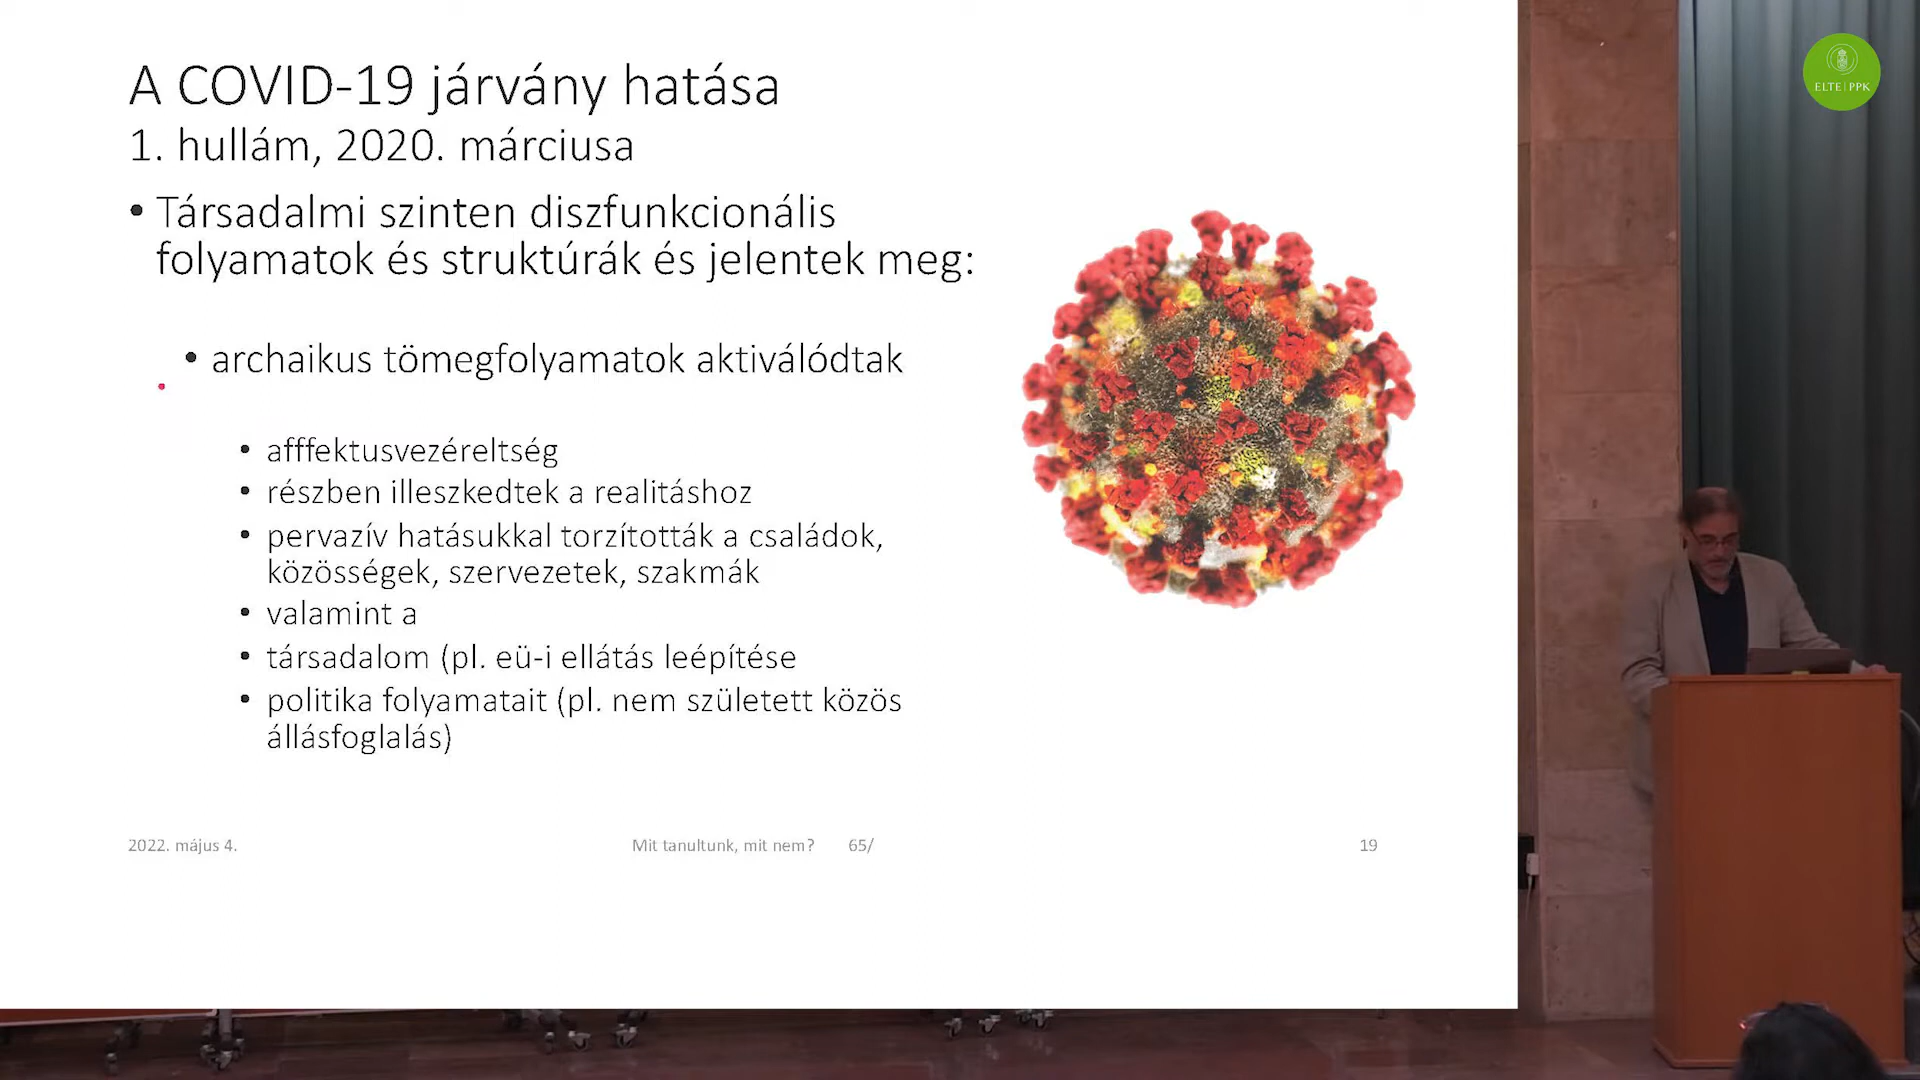 A COVID-19 járvány hatása
1. hullám, 2020. márciusa
• Társadalmi szinten diszfunkcionális
folyamatok és struktúrák és jelentek meg:
• archaikus tömegfolyamatok aktiválódtak
• afffektusvezéreltség
• részben illeszkedtek a realitáshoz
• pervazív hatásukkal torzították a családok,
közösségek, szervezetek, szakmák
• valamint a
• társadalom (pl. eü-i ellátás leépítése
• politika folyamatait (pl. nem született közös
állásfoglalás)
2022. május 4.
Mit tanultunk, mit nem? 65/
19
ELTE | PPK